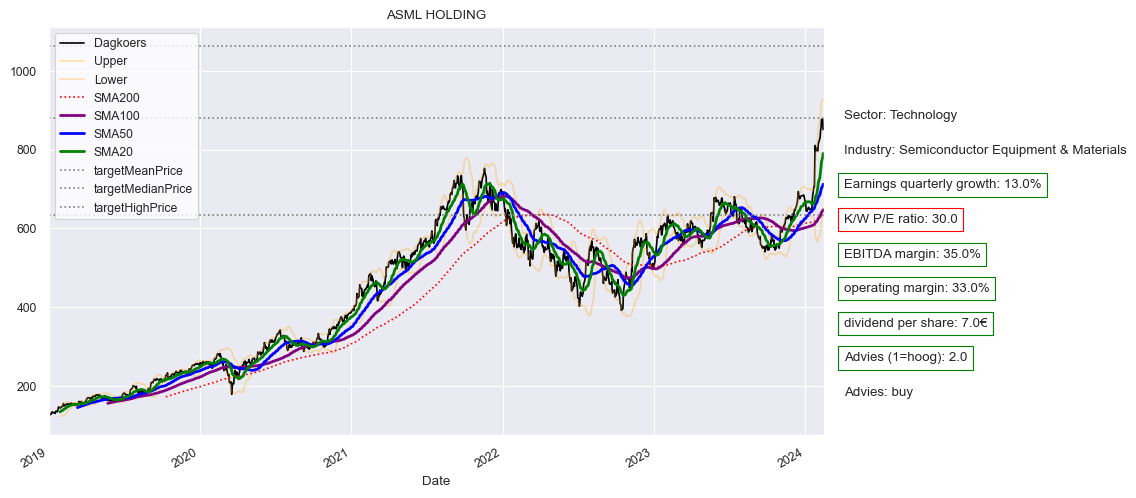 ASML HOLDING
Dagkoers
Upper
Lower
SMA200
SMA100
SMA50
SMA20
targetMeanPrice
targetMedianPrice
targetHighPrice
1000
800
600
400
200
2019
2020
2021
2022
2023
2024
Date
Sector: Technology
Industry: Semiconductor Equipment & Materials
Earnings quarterly growth: 13.0%
K/W P/E ratio: 30.0
EBITDA margin: 35.0%
operating margin: 33.0%
dividend per share: 7.0€
Advies (1=hoog): 2.0
Advies: buy